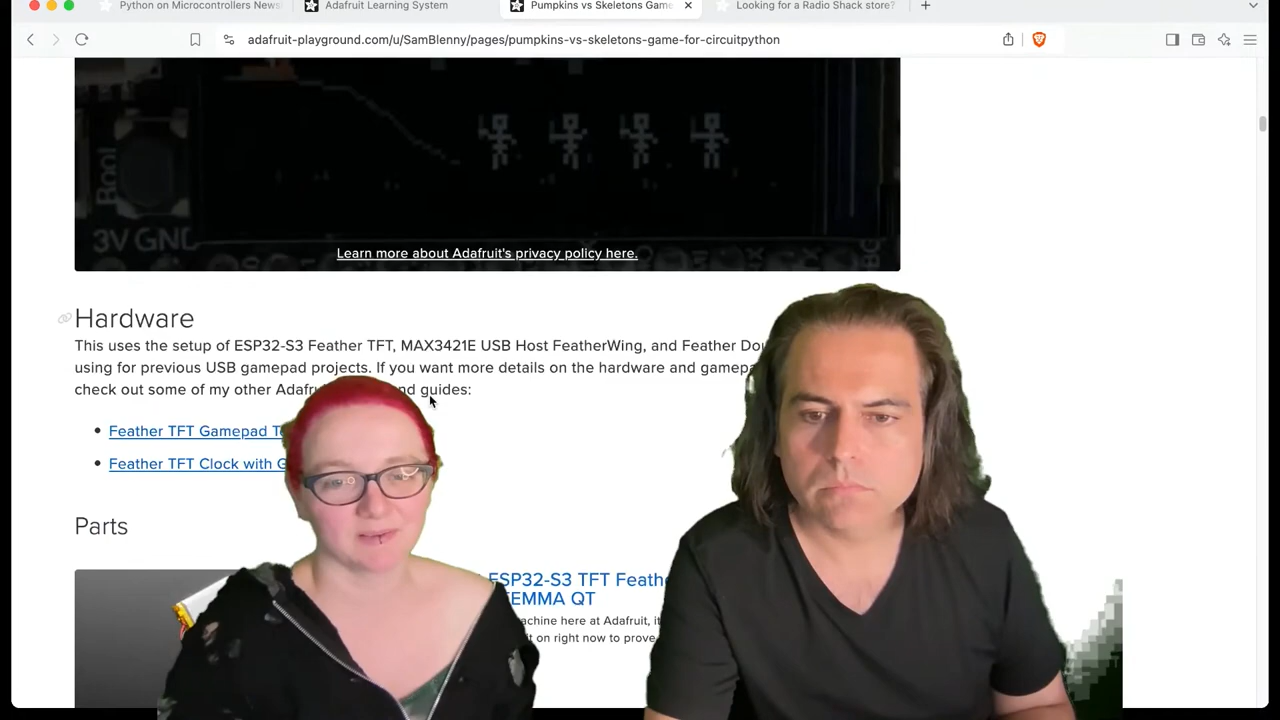 Python on Microcontrollers News
Adafruit Learning System
Pumpkins vs Skeletons Game
Looking for a Radio Shack store?
adafruit-playground.com/u/SamBlenny/pages/pumpkins-vs-skeletons-game-for-circuitpython
Boot
3V GND
Learn more about Adafruit's privacy policy here.
Hardware
This uses the setup of ESP32-S3 Feather TFT, MAX3421E USB Host FeatherWing, and Feather Dou
using for previous USB gamepad projects. If you want more details on the hardware and gamepa
check out some of my other Adafr nd guides:
• Feather TFT Gamepad T
• Feather TFT Clock with G
Parts
ESP32-S3 TFT Feathe
EMMA QT
achine here at Adafruit, it
it on right now to prove